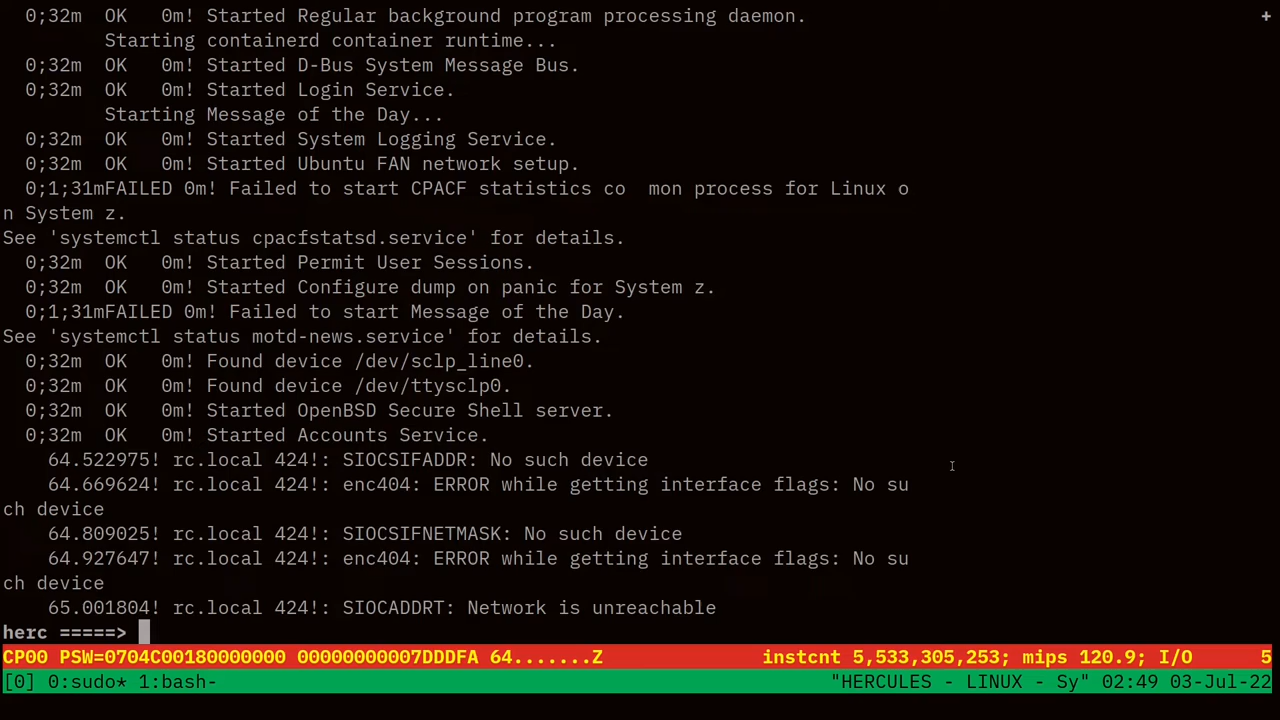 0;32m  OK   0m! Started Regular background program processing daemon.
+
Starting containerd container runtime...
0;32m  OK   0m! Started D-Bus System Message Bus.
0;32m  OK   0m! Started Login Service.
Starting Message of the Day...
0;32m  OK   0m! Started System Logging Service.
0;32m  OK   0m! Started Ubuntu FAN network setup.
0;1;31mFAILED 0m! Failed to start CPACF statistics co  mon process for Linux o
n System z.
See 'systemctl status cpacfstatsd.service' for details.
0;32m  OK   0m! Started Permit User Sessions.
0;32m  OK   0m! Started Configure dump on panic for System z.
0;1;31mFAILED 0m! Failed to start Message of the Day.
See 'systemctl status motd-news.service' for details.
0;32m  OK   0m! Found device /dev/sclp_line0.
0;32m  OK   0m! Found device /dev/ttysclp0.
0;32m  OK   0m! Started OpenBSD Secure Shell server.
0;32m  OK   0m! Started Accounts Service.
64.522975! rc.local 424!: SIOCSIFADDR: No such device
64.669624! rc.local 424!: enc404: ERROR while getting interface flags: No su
ch device
64.809025! rc.local 424!: SIOCSIFNETMASK: No such device
64.927647! rc.local 424!: enc404: ERROR while getting interface flags: No su
ch device
65.001804! rc.local 424!: SIOCADDRT: Network is unreachable
herc =====>
CP00 PSW=0704C00180000000 00000000007DDDFA 64.......Z instcnt 5,533,305,253; mips 120.9; I/O 5
[0] 0:sudo* 1:bash- "HERCULES - LINUX - Sy" 02:49 03-Jul-22